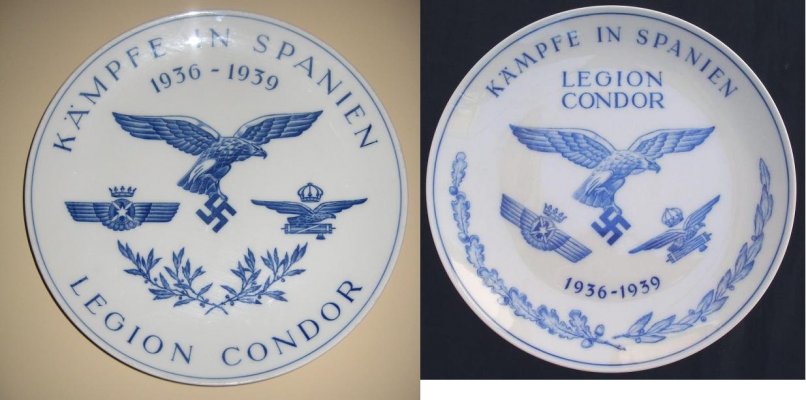 KÄMPFE IN SPANIEN
1936 - 1939
LEGION CONDOR
KÄMPFE IN SPANIEN
LEGION
CONDOR
1936-1939